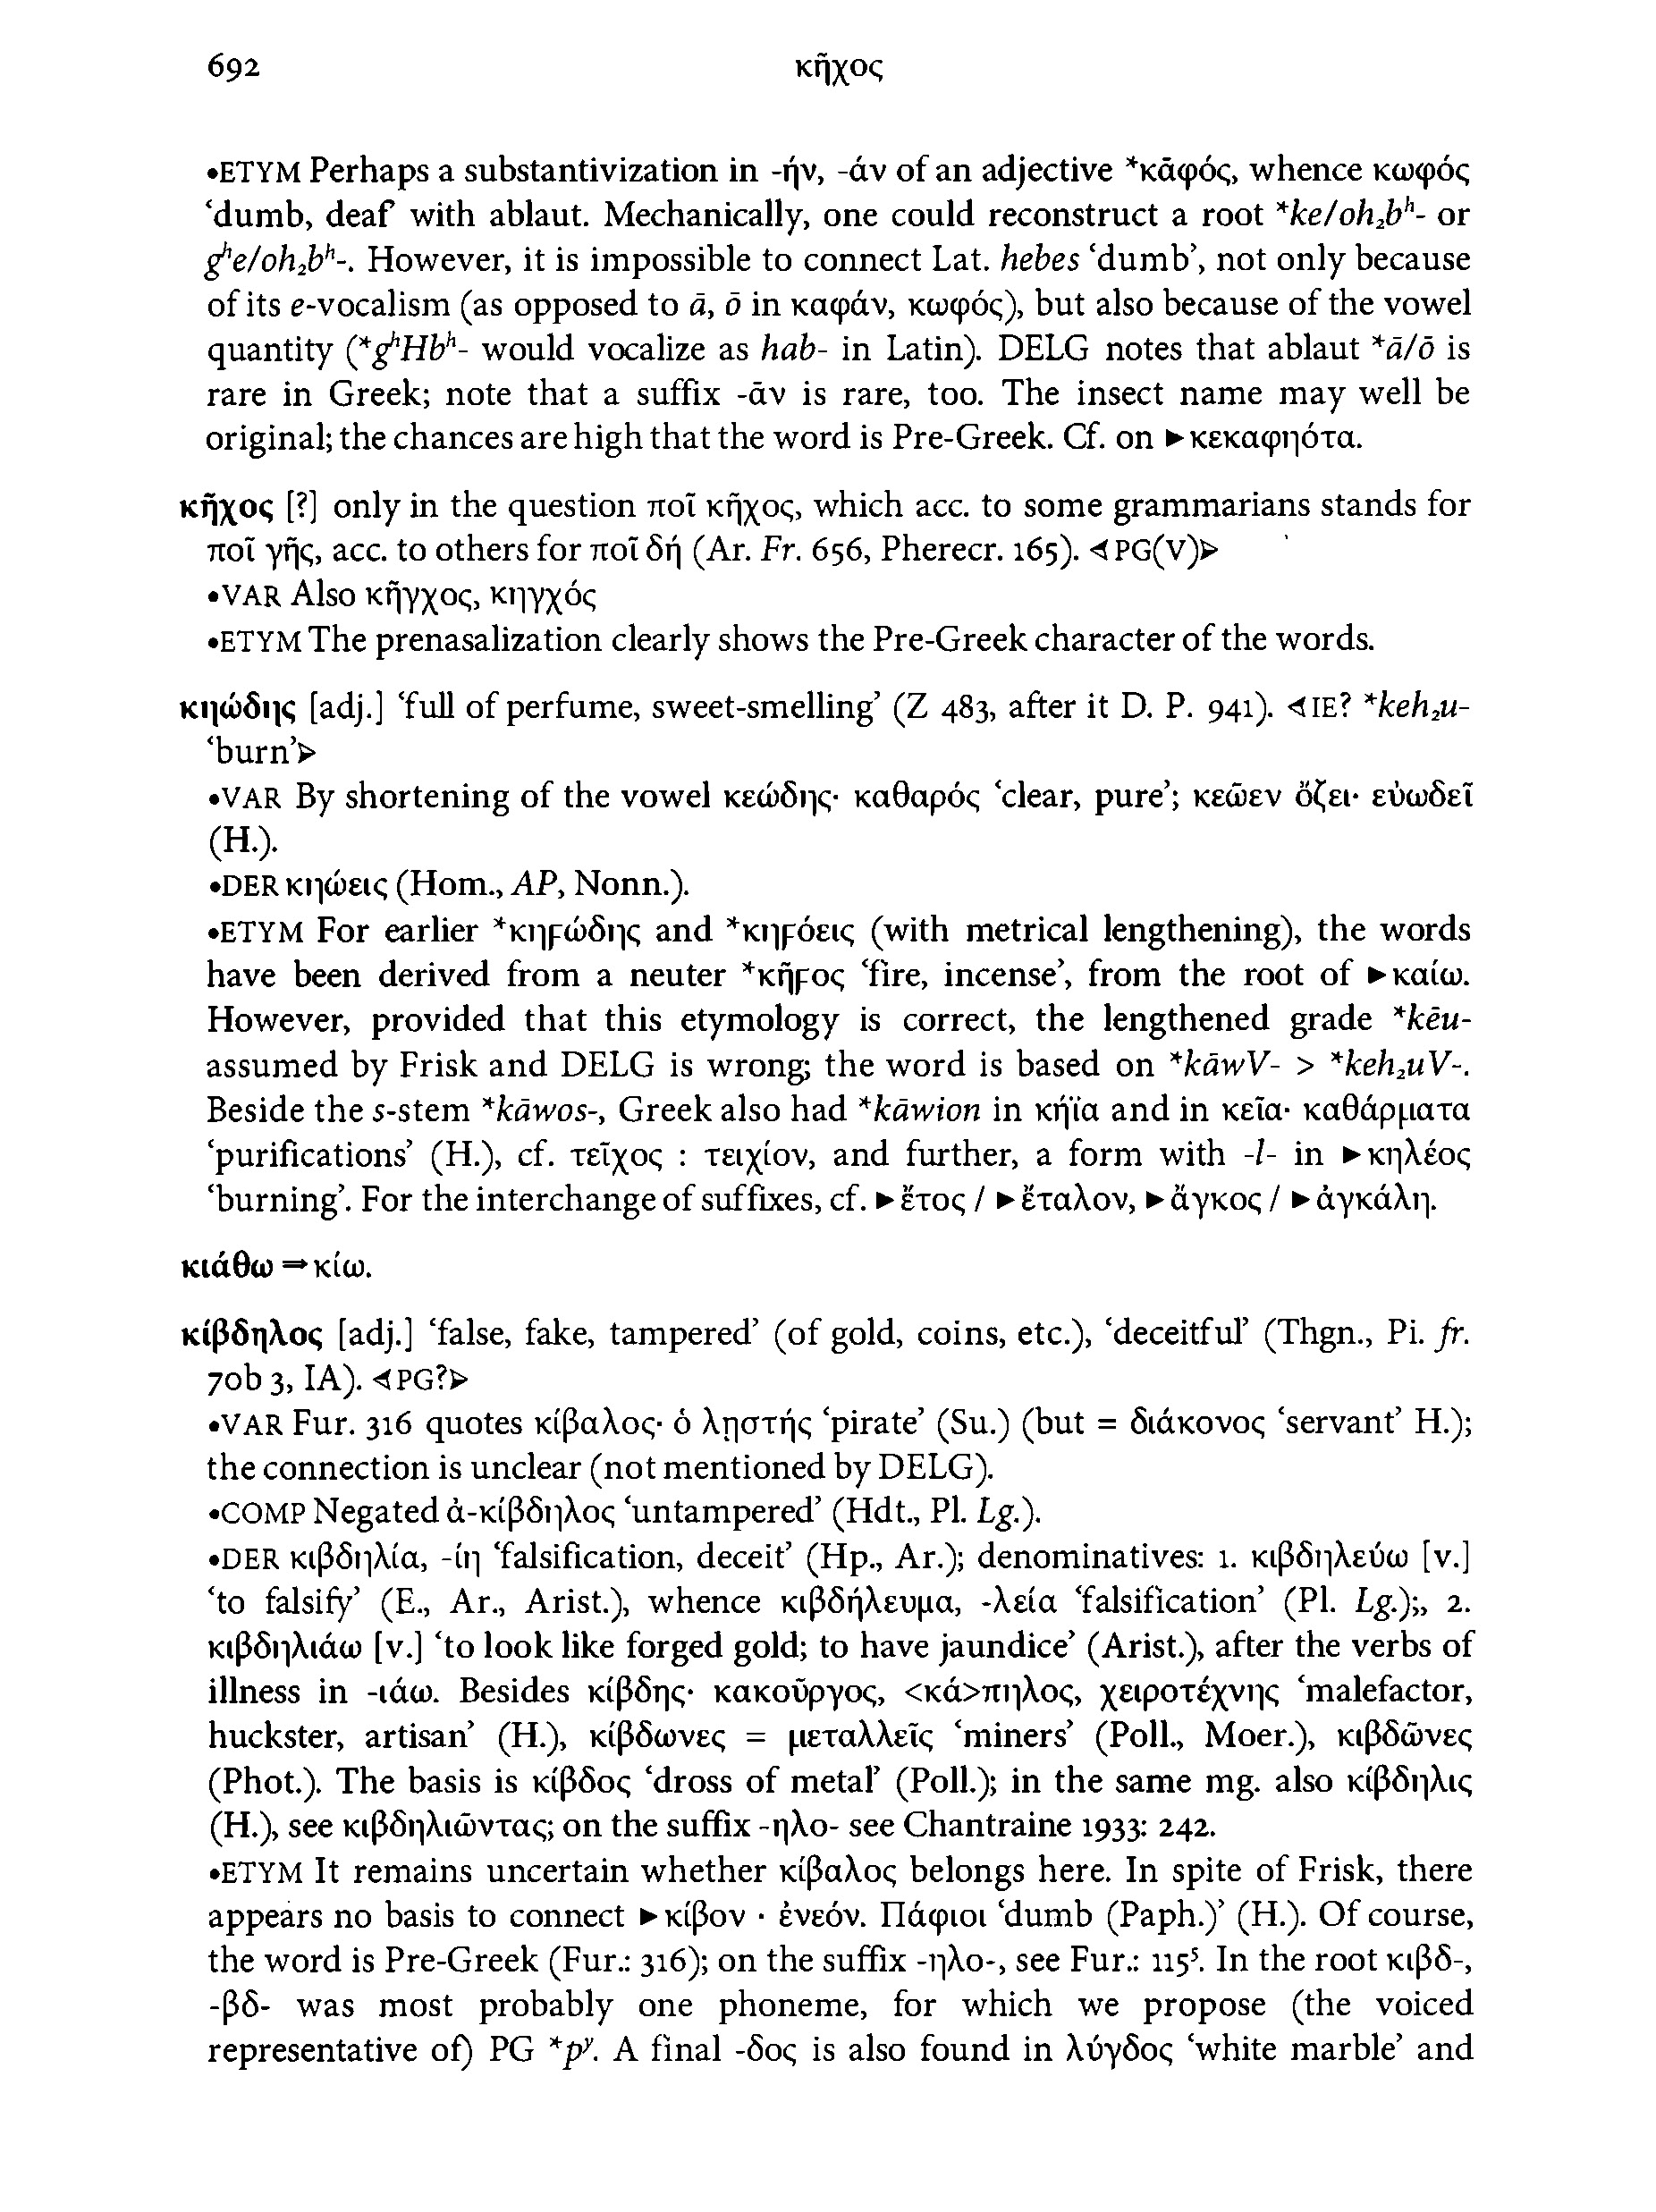 692 κῆχος
•ETYM Perhaps a substantivization in -ήν, -άν of an adjective *κᾱφός, whence κωφός
‘dumb, deaf’ with ablaut. Mechanically, one could reconstruct a root *ke/oh₂bʰ- or
gʰe/oh₂bʰ-. However, it is impossible to connect Lat. hebes ‘dumb’, not only because
of its e-vocalism (as opposed to ā, ō in καφάν, κωφός), but also because of the vowel
quantity (*gʰHbʰ- would vocalize as hab- in Latin). DELG notes that ablaut *ā/ō is
rare in Greek; note that a suffix -ᾱν is rare, too. The insect name may well be
original; the chances are high that the word is Pre-Greek. Cf. on ►κεκαφηότα.
κῆχος [?] only in the question ποῖ κῆχος, which acc. to some grammarians stands for
ποῖ γῆς, acc. to others for ποῖ δή (Ar. Fr. 656, Pherecr. 165). ◁PG(V)▷
•VAR Also κῆγχος, κηγχός
•ETYM The prenasalization clearly shows the Pre-Greek character of the words.
κηώδης [adj.] ‘full of perfume, sweet-smelling’ (Z 483, after it D. P. 941). ◁IE? *keh₂u-
‘burn’▷
•VAR By shortening of the vowel κεώδης· καθαρός ‘clear, pure’; κεῶεν ὄζει· εὐωδεῖ
(H.).
•DER κηώεις (Hom., AP, Nonn.).
•ETYM For earlier *κηϝώδης and *κηϝόεις (with metrical lengthening), the words
have been derived from a neuter *κῆϝος ‘fire, incense’, from the root of ►καίω.
However, provided that this etymology is correct, the lengthened grade *kēu-
assumed by Frisk and DELG is wrong; the word is based on *kāwV- > *keh₂uV-.
Beside the s-stem *kāwos-, Greek also had *kāwion in κήϊα and in κεῖα· καθάρματα
‘purifications’ (H.), cf. τεῖχος : τειχίον, and further, a form with -l- in ►κηλέος
‘burning’. For the interchange of suffixes, cf. ►ἔτος / ►ἔταλον, ►ἄγκος / ►ἀγκάλη.
κιάθω ⇒κίω.
κίβδηλος [adj.] ‘false, fake, tampered’ (of gold, coins, etc.), ‘deceitful’ (Thgn., Pi. fr.
70b 3, IA). ◁PG?▷
•VAR Fur. 316 quotes κίβαλος· ὁ λῃστής ‘pirate’ (Su.) (but = διάκονος ‘servant’ H.);
the connection is unclear (not mentioned by DELG).
•COMP Negated ἀ-κίβδηλος ‘untampered’ (Hdt., Pl. Lg.).
•DER κιβδηλία, -ίη ‘falsification, deceit’ (Hp., Ar.); denominatives: 1. κιβδηλεύω [v.]
‘to falsify’ (E., Ar., Arist.), whence κιβδήλευμα, -λεία ‘falsification’ (Pl. Lg.);, 2.
κιβδηλιάω [v.] ‘to look like forged gold; to have jaundice’ (Arist.), after the verbs of
illness in -ιάω. Besides κίβδης· κακοῦργος, <κά>πηλος, χειροτέχνης ‘malefactor,
huckster, artisan’ (H.), κίβδωνες = μεταλλεῖς ‘miners’ (Poll., Moer.), κιβδῶνες
(Phot.). The basis is κίβδος ‘dross of metal’ (Poll.); in the same mg. also κίβδηλις
(H.), see κιβδηλιῶντας; on the suffix -ηλο- see Chantraine 1933: 242.
•ETYM It remains uncertain whether κίβαλος belongs here. In spite of Frisk, there
appears no basis to connect ►κίβον · ἐνεόν. Πάφιοι ‘dumb (Paph.)’ (H.). Of course,
the word is Pre-Greek (Fur.: 316); on the suffix -ηλο-, see Fur.: 115⁵. In the root κιβδ-,
-βδ- was most probably one phoneme, for which we propose (the voiced
representative of) PG *pʸ. A final -δος is also found in λύγδος ‘white marble’ and